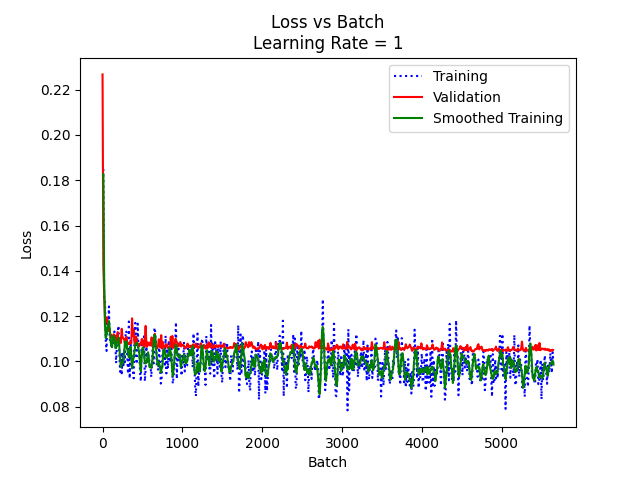 Loss vs Batch
Learning Rate = 1
Training
Validation
Smoothed Training
0.22
0.20
0.18
0.16
0.14
0.12
0.10
0.08
Loss
0
1000
2000
3000
4000
5000
Batch